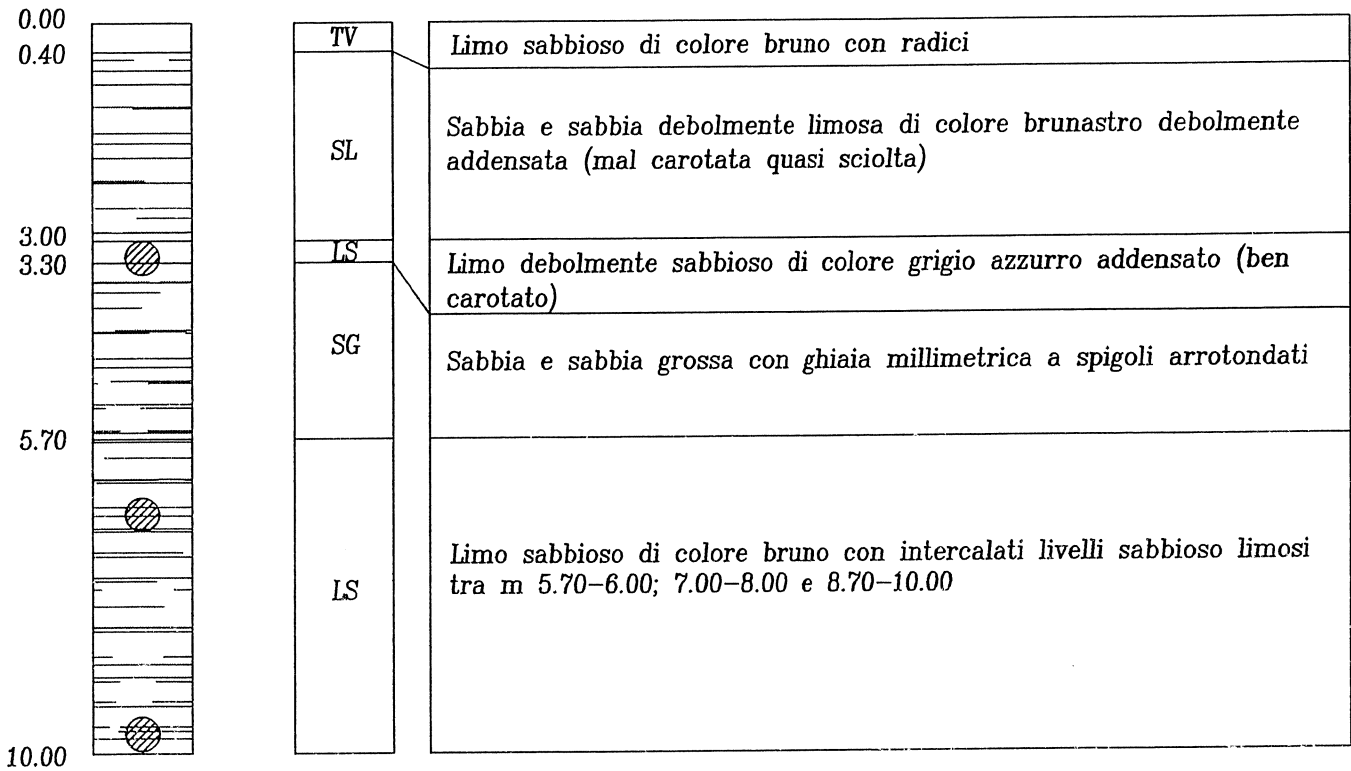 0.00
TV
Limo sabbioso di colore bruno con radici
0.40
SL
Sabbia e sabbia debolmente limosa di colore brunastro debolmente
addensata (mal carotata quasi sciolta)
3.00
LS
Limo debolmente sabbioso di colore grigio azzurro addensato (ben
carotato)
3.30
SG
Sabbia e sabbia grossa con ghiaia millimetrica a spigoli arrotondati
5.70
LS
Limo sabbioso di colore bruno con intercalati livelli sabbioso limosi
tra m 5.70-6.00; 7.00-8.00 e 8.70-10.00
10.00